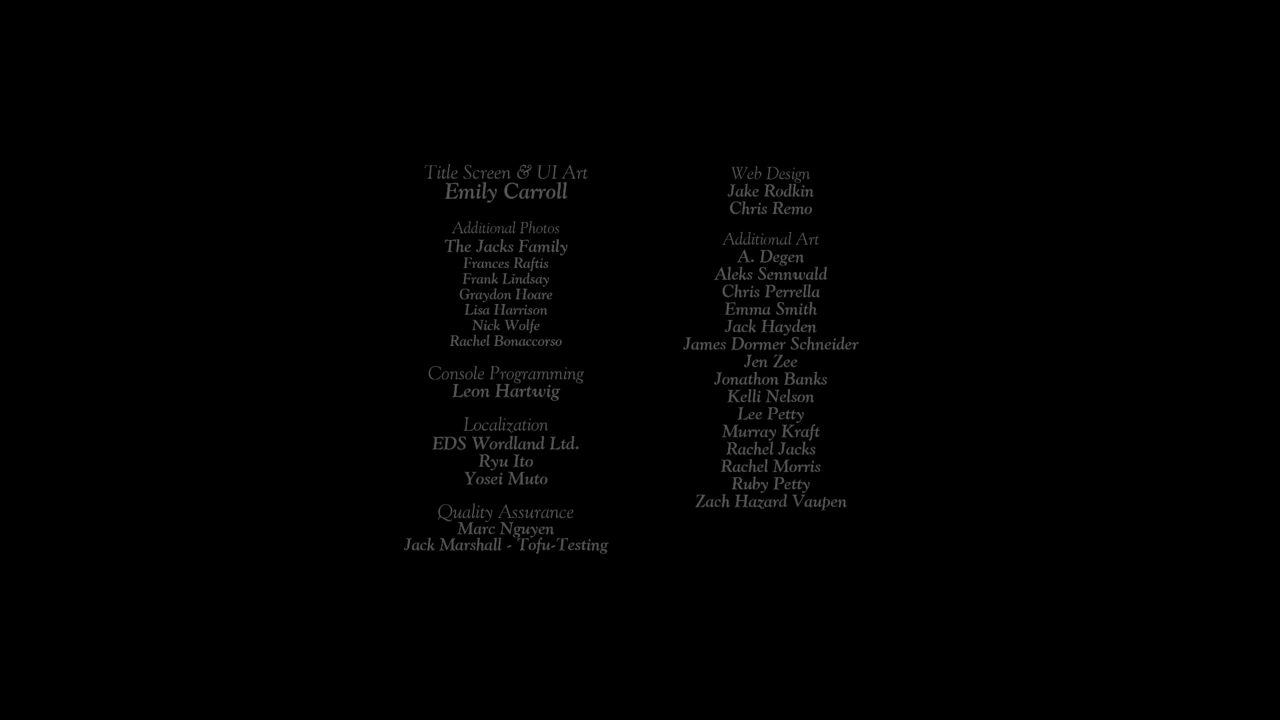 Title Screen & UI Art
Emily Carroll
Additional Photos
The Jacks Family
Frances Raftis
Frank Lindsay
Graydon Hoare
Lisa Harrison
Nick Wolfe
Rachel Bonaccorso
Console Programming
Leon Hartwig
Localization
EDS Wordland Ltd.
Ryu Ito
Yosei Muto
Quality Assurance
Marc Nguyen
Jack Marshall - Tofu-Testing
Web Design
Jake Rodkin
Chris Remo
Additional Art
A. Degen
Aleks Sennwald
Chris Perrella
Emma Smith
Jack Hayden
James Dormer Schneider
Jen Zee
Jonathon Banks
Kelli Nelson
Lee Petty
Murray Kraft
Rachel Jacks
Rachel Morris
Ruby Petty
Zach Hazard Vaupen